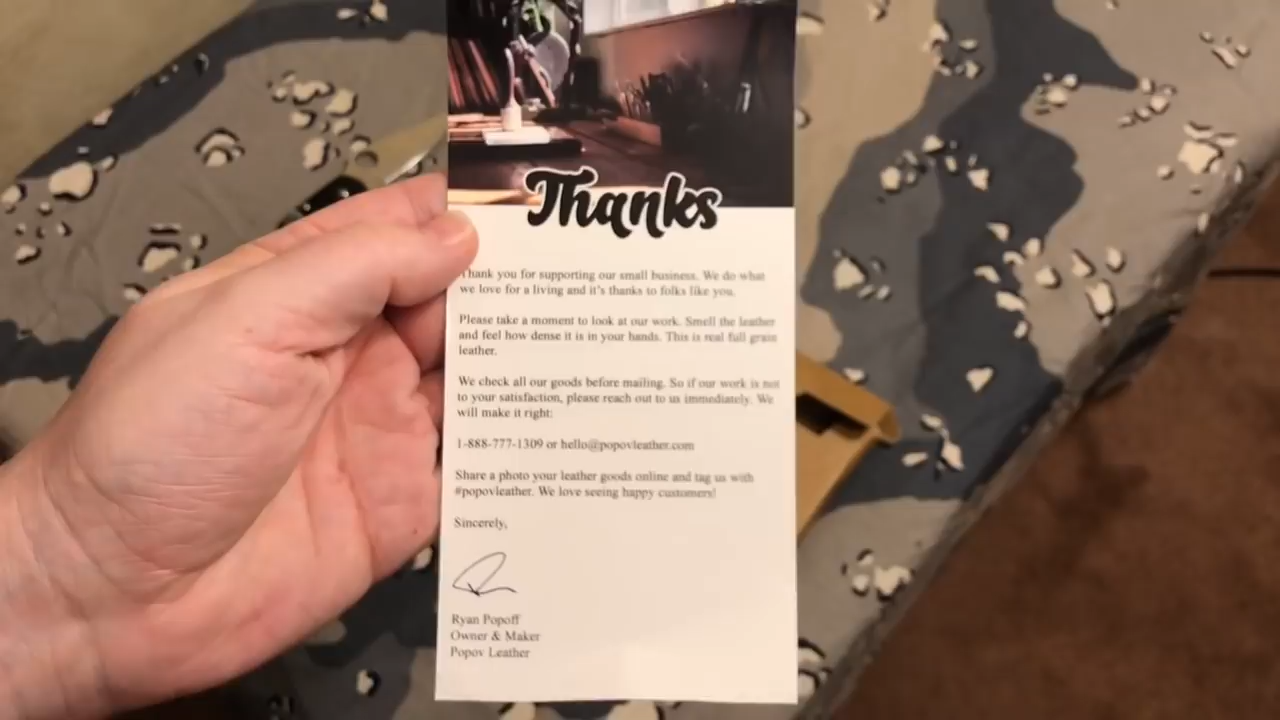 Thanks
Thank you for supporting our small business. We do what
we love for a living and it's thanks to folks like you.
Please take a moment to look at our work. Smell the leather
and feel how dense it is in your hands. This is real full grain
leather.
We check all our goods before mailing. So if our work is not
to your satisfaction, please reach out to us immediately. We
will make it right:
1-888-777-1309 or hello@popovleather.com
Share a photo your leather goods online and tag us with
#popovleather. We love seeing happy customers!
Sincerely,
Ryan Popoff
Owner & Maker
Popov Leather